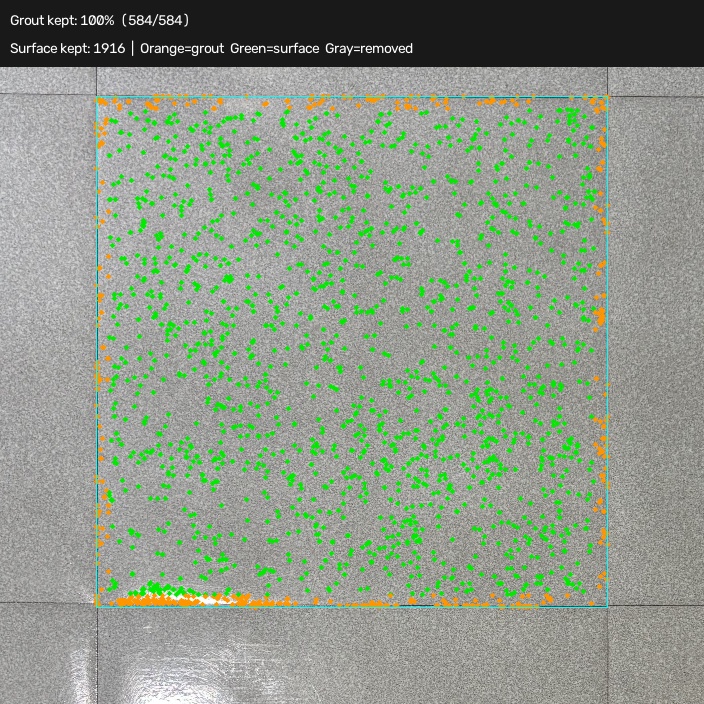 Grout kept: 100% (584/584)
Surface kept: 1916 | Orange=grout Green=surface Gray=removed